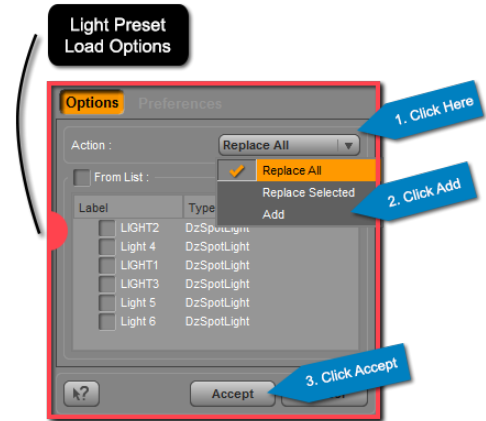 Light Preset
Load Options
Options Preferences
1. Click Here
Action : Replace All
Replace All
2. Click Add
From List :
Replace Selected
Label Type
Add
LIGHT2 DzSpotLight
Light 4 DzSpotLight
LIGHT1 DzSpotLight
LIGHT3 DzSpotLight
Light 5 DzSpotLight
Light 6 DzSpotLight
3. Click Accept
? Accept